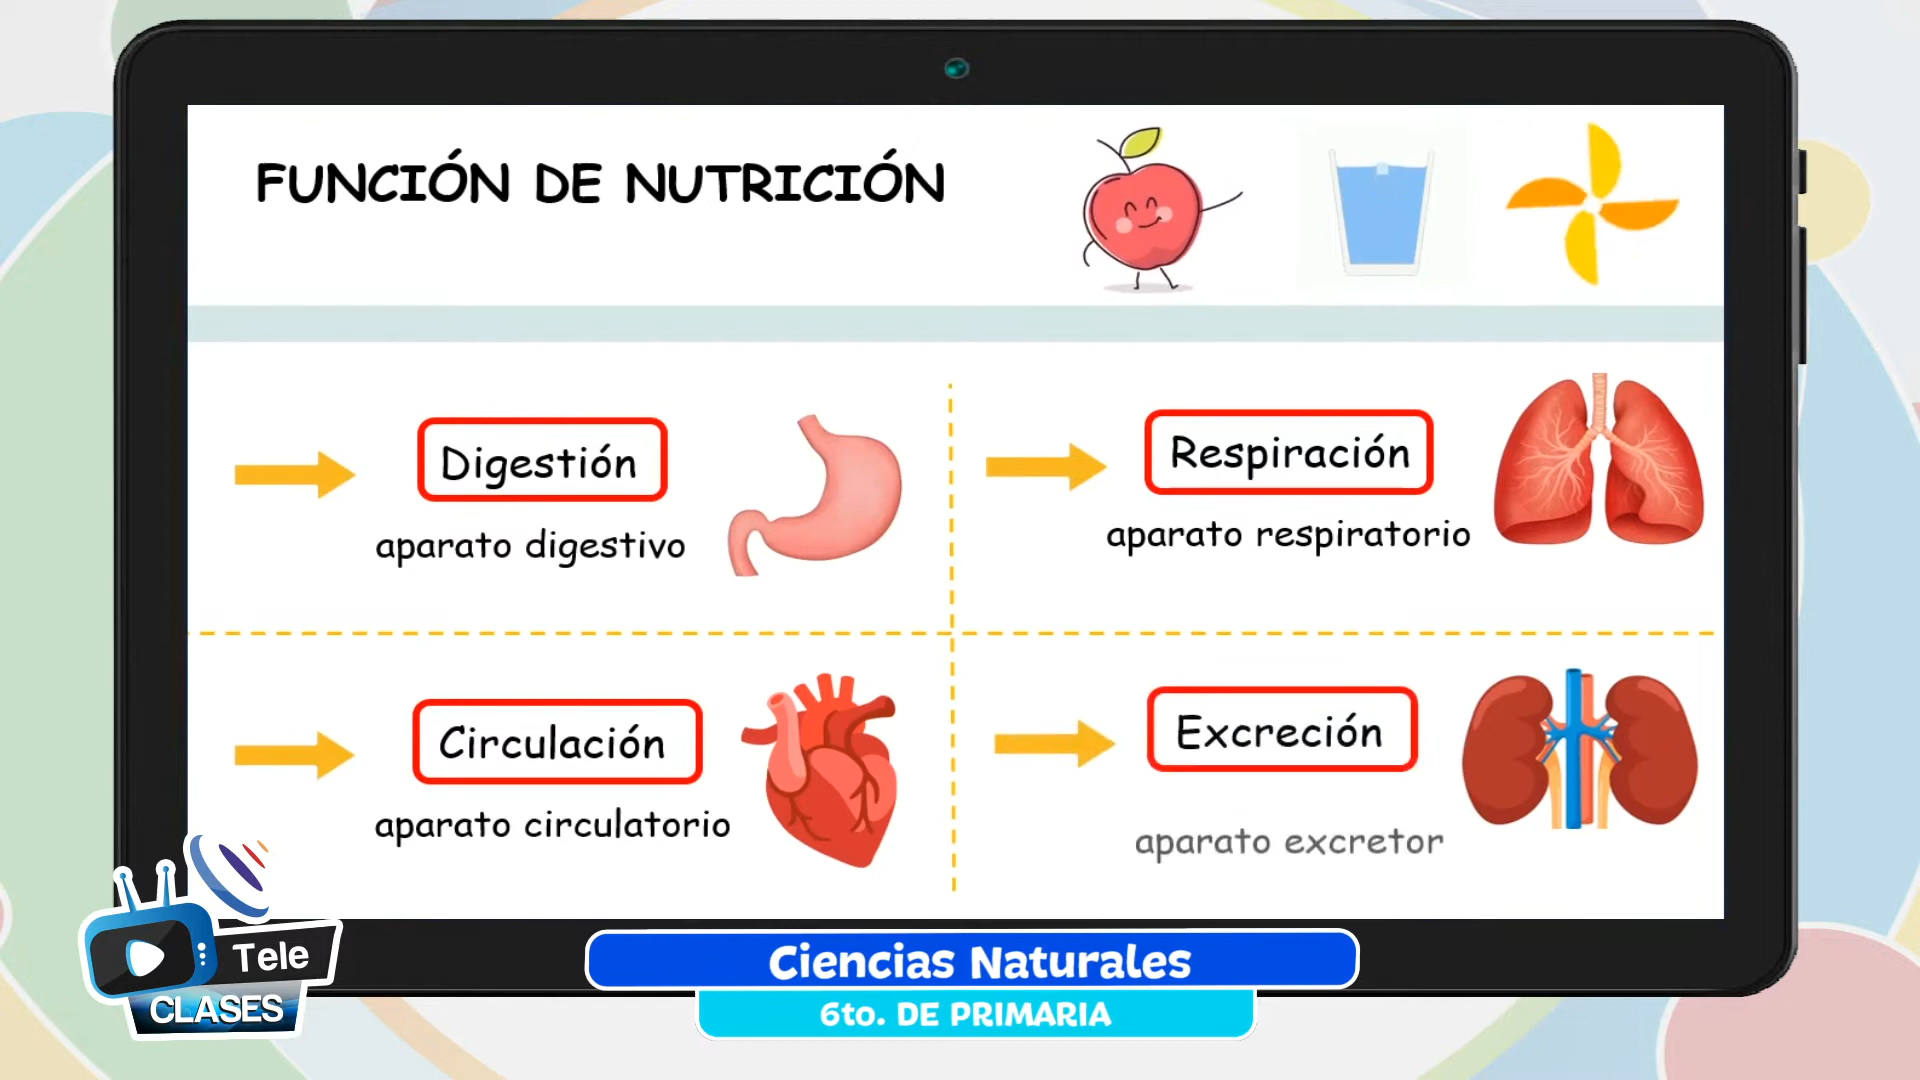 FUNCIÓN DE NUTRICIÓN
Digestión
aparato digestivo
Respiración
aparato respiratorio
Circulación
aparato circulatorio
Excreción
aparato excretor
Tele
CLASES
Ciencias Naturales
6to. DE PRIMARIA